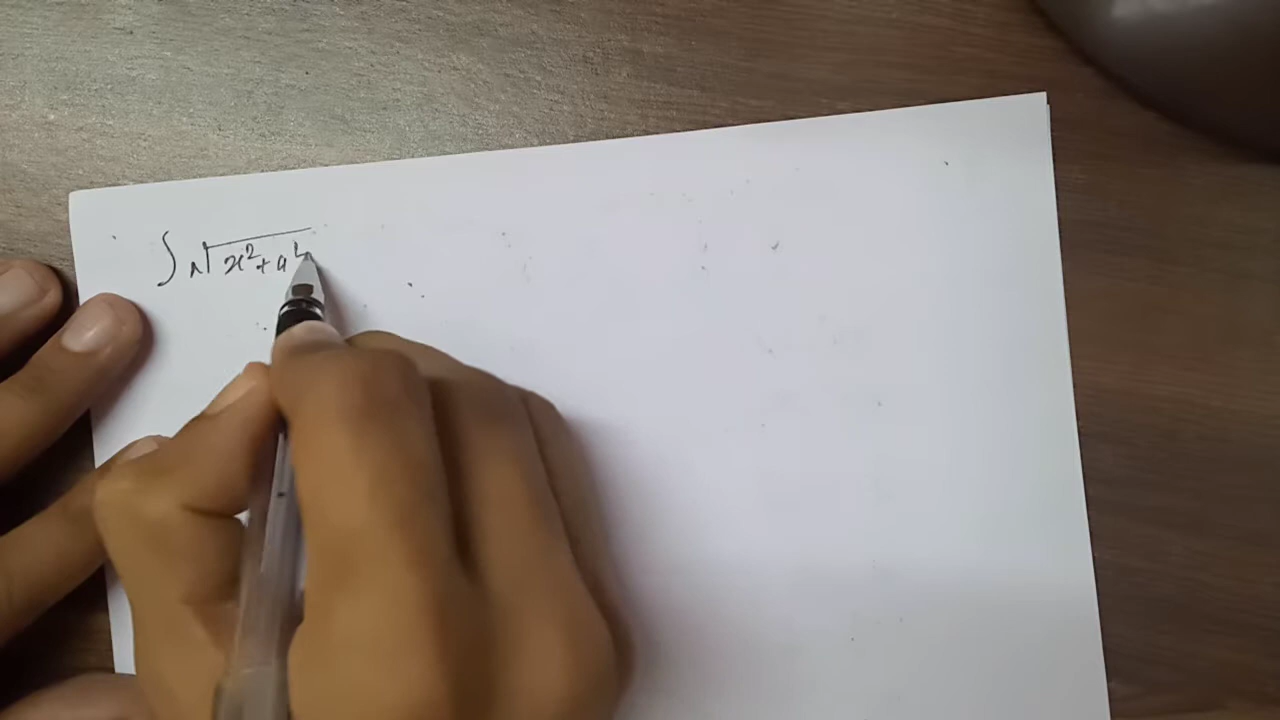 ∫ √x²+a²